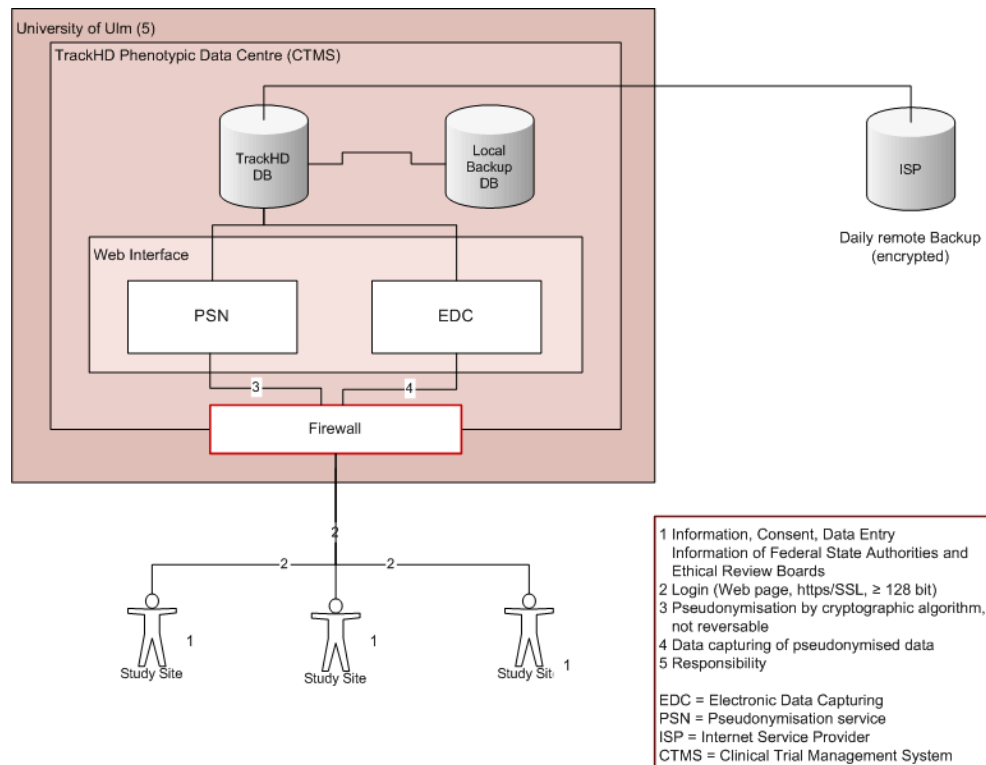 University of Ulm (5)
TrackHD Phenotypic Data Centre (CTMS)
TrackHD
DB
Local
Backup
DB
ISP
Daily remote Backup
(encrypted)
Web Interface
PSN
EDC
3
4
Firewall
2
2
2
1
1
1
Study Site
Study Site
Study Site
1 Information, Consent, Data Entry
Information of Federal State Authorities and
Ethical Review Boards
2 Login (Web page, https/SSL, ≥ 128 bit)
3 Pseudonymisation by cryptographic algorithm,
not reversable
4 Data capturing of pseudonymised data
5 Responsibility
EDC = Electronic Data Capturing
PSN = Pseudonymisation service
ISP = Internet Service Provider
CTMS = Clinical Trial Management System